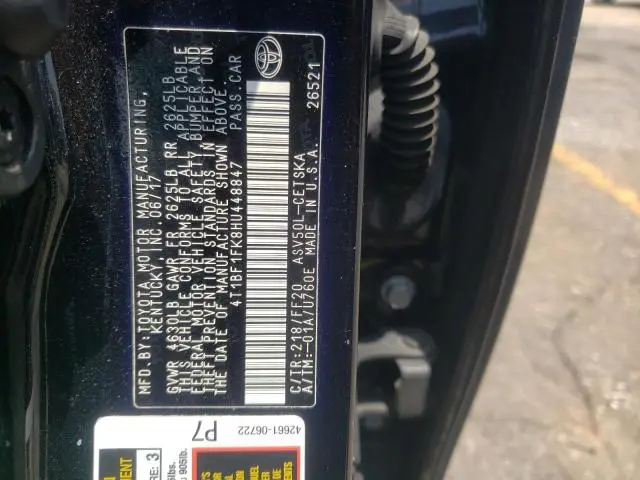 MFD.BY:TOYOTA MOTOR MANUFACTURING,
KENTUCKY, INC. 06/17
GVWR 4630LB GAWR FR 2625LB RR 2625LB
THIS VEHICLE CONFORMS TO ALL APPLICABLE
FEDERAL MOTOR VEHICLE SAFETY, BUMPER AND
THEFT PREVENTION STANDARDS IN EFFECT ON
THE DATE OF MANUFACTURE SHOWN ABOVE.
4T1BF1FK8HU448847 PASS.CAR
C/TR:218/FF20 ASV50L-CETSKA
A/TM:-01A/U760E MADE IN U.S.A. 26521
42661-06722
P7